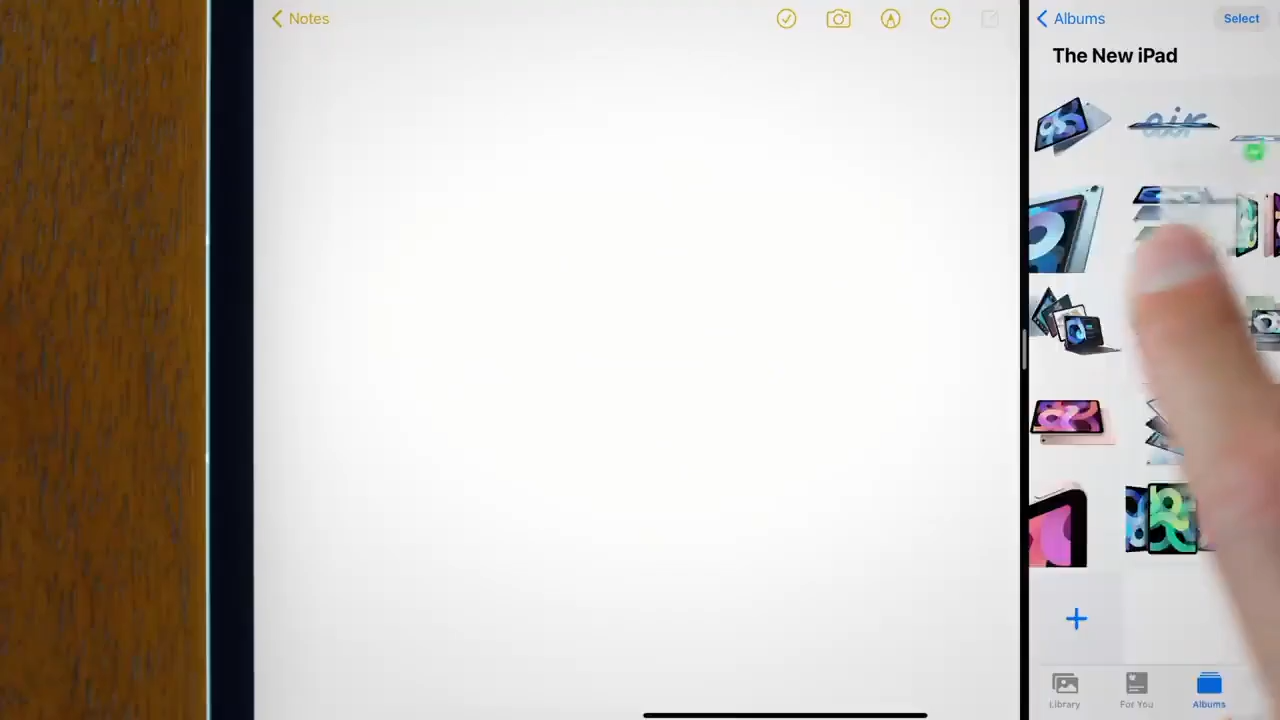 Notes
Albums
Select
The New iPad
air
Library
For You
Albums